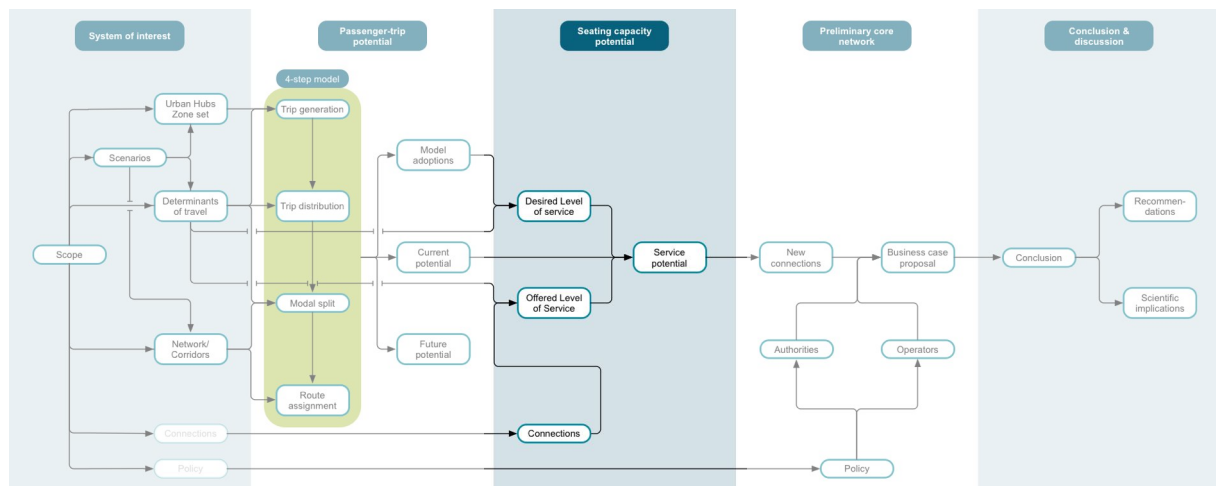 System of interest
Passenger-trip
potential
Seating capacity
potential
Preliminary core
network
Conclusion &
discussion
4-step model
Urban Hubs
Zone set
Trip generation
Scenarios
Model
adoptions
Determinants
of travel
Trip distribution
Desired Level
of service
Recommen-
dations
Scope
Current
potential
Service
potential
New
connections
Business case
proposal
Conclusion
Modal split
Offered Level
of Service
Scientific
implications
Network/
Corridors
Future
potential
Authorities
Operators
Route
assignment
Connections
Connections
Policy
Policy